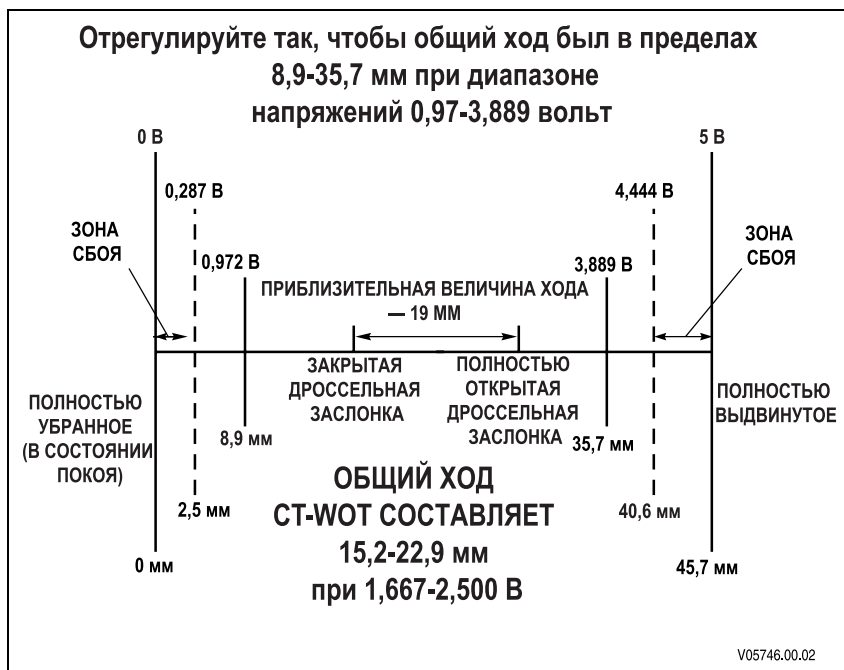 Отрегулируйте так, чтобы общий ход был в пределах
8,9-35,7 мм при диапазоне
напряжений 0,97-3,889 вольт
0 В
5 В
0,287 В
4,444 В
ЗОНА
СБОЯ
ЗОНА
СБОЯ
0,972 В
3,889 В
ПРИБЛИЗИТЕЛЬНАЯ ВЕЛИЧИНА ХОДА
— 19 ММ
ЗАКРЫТАЯ
ДРОССЕЛЬНАЯ
ЗАСЛОНКА
ПОЛНОСТЬЮ
ОТКРЫТАЯ
ДРОССЕЛЬНАЯ
ЗАСЛОНКА
ПОЛНОСТЬЮ
УБРАННОЕ
(В СОСТОЯНИИ
ПОКОЯ)
ПОЛНОСТЬЮ
ВЫДВИНУТОЕ
8,9 мм
35,7 мм
ОБЩИЙ ХОД
CT-WOT СОСТАВЛЯЕТ
15,2-22,9 мм
при 1,667-2,500 В
2,5 мм
40,6 мм
0 мм
45,7 мм
V05746.00.02